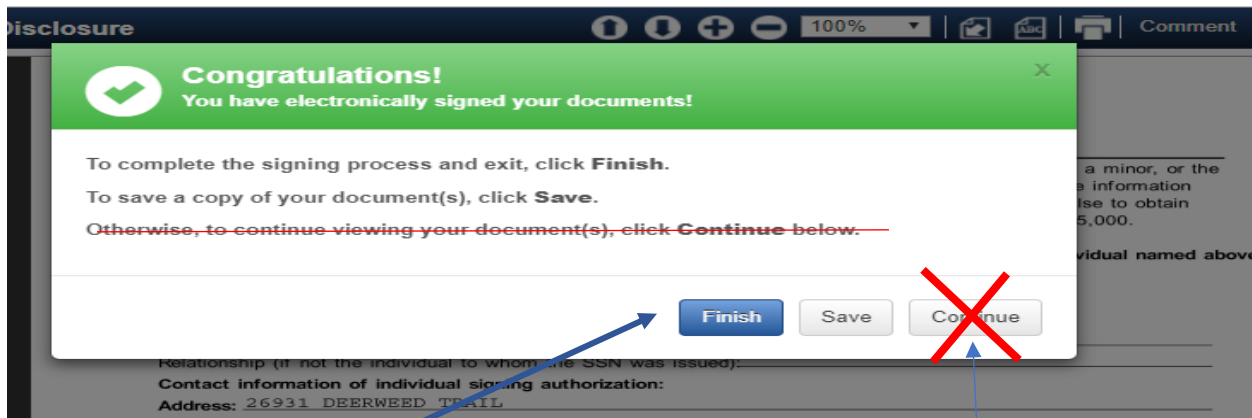 Disclosure
100%
ABC
Comment
Congratulations!
X
You have electronically signed your documents!
To complete the signing process and exit, click Finish.
To save a copy of your document(s), click Save.
Otherwise, to continue viewing your document(s), click Continue below.
a minor, or the
information
lse to obtain
5,000.
vidual named above
Finish Save Continue
Relationship (if not the individual to whom the SSN was issued):
Contact information of individual signing authorization:
Address: 26931 DEERWEED TRAIL